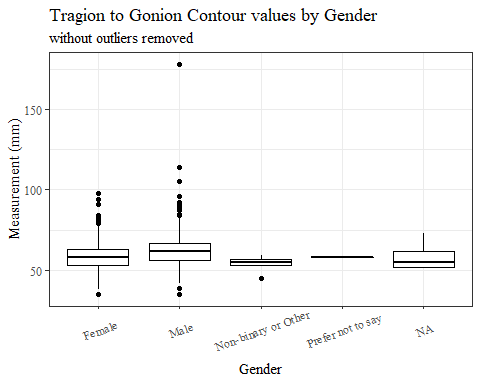 Tragion to Gonion Contour values by Gender
without outliers removed
Measurement (mm)
150
100
50
Female
Male
Non-binary or Other
Prefer not to say
NA
Gender